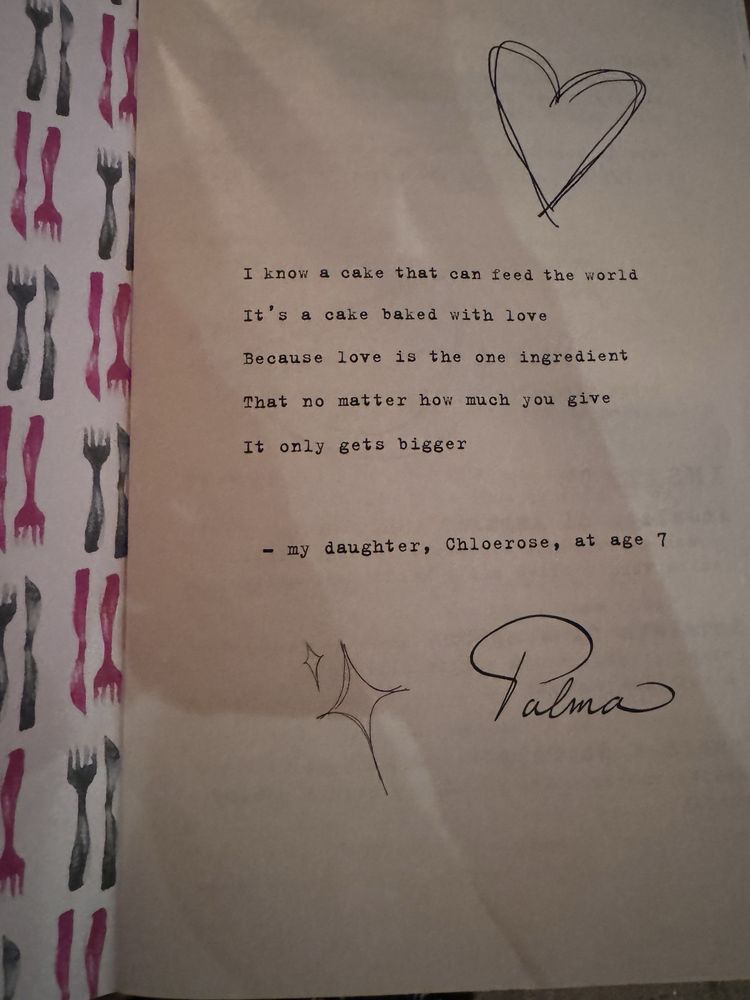 I know a cake that can feed the world
It's a cake baked with love
Because love is the one ingredient
That no matter how much you give
It only gets bigger
- my daughter, Chloerose, at age 7
Palma